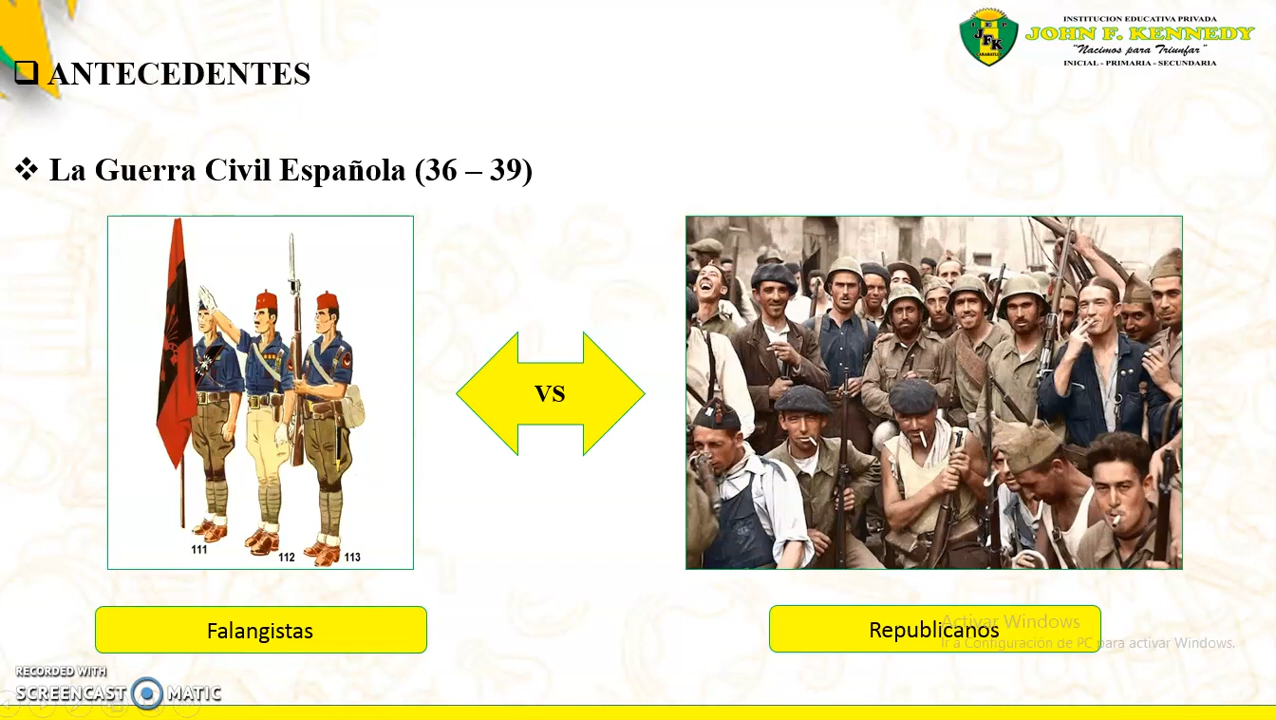 INSTITUCION EDUCATIVA PRIVADA
JOHN F. KENNEDY
"Nacimos para Triunfar"
INICIAL - PRIMARIA - SECUNDARIA
JFK
ANTECEDENTES
La Guerra Civil Española (36 – 39)
VS
111
112
113
Falangistas
Republicanos
Activar Windows
Ir a Configuración de PC para activar Windows.
RECORDED WITH
SCREENCAST MATIC